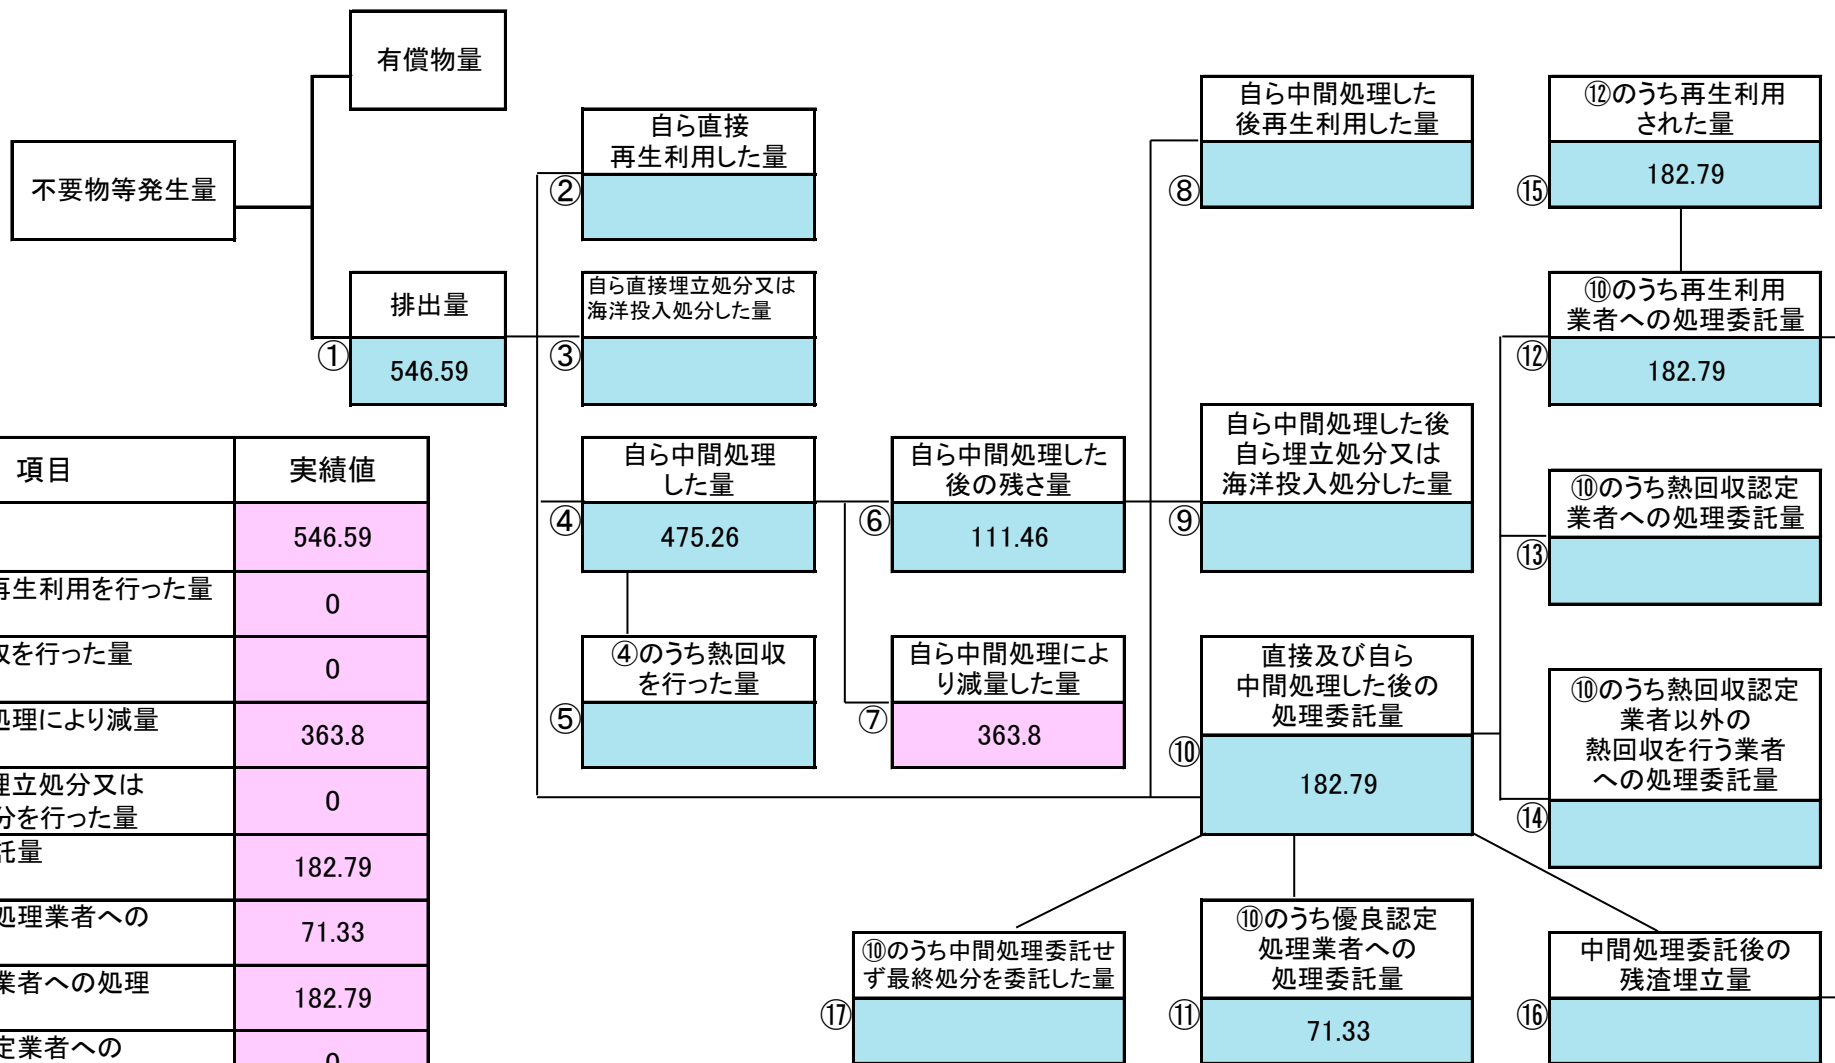 有償物量
不要物等発生量
排出量
①
546.59
自ら直接
再生利用した量
②
自ら直接埋立処分又は
海洋投入処分した量
③
自ら中間処理
した量
④
475.26
④のうち熱回収
を行った量
⑤
自ら中間処理した
後の残さ量
⑥
111.46
自ら中間処理によ
り減量した量
⑦
363.8
自ら中間処理した
後再生利用した量
⑧
自ら中間処理した後
自ら埋立処分又は
海洋投入処分した量
⑨
直接及び自ら
中間処理した後の
処理委託量
⑩
182.79
⑩のうち優良認定
処理業者への
処理委託量
⑪
71.33
⑩のうち再生利用
業者への処理委託量
⑫
182.79
⑩のうち熱回収認定
業者への処理委託量
⑬
⑩のうち熱回収認定
業者以外の
熱回収を行う業者
への処理委託量
⑭
⑫のうち再生利用
された量
⑮
182.79
中間処理委託後の
残渣埋立量
⑯
⑩のうち中間処理委託せ
ず最終処分を委託した量
⑰
項目
実績値
546.59
再生利用を行った量
0
を行った量
0
処理により減量
363.8
埋立処分又は
分を行った量
0
託量
182.79
処理業者への
71.33
業者への処理
182.79
定業者への
0